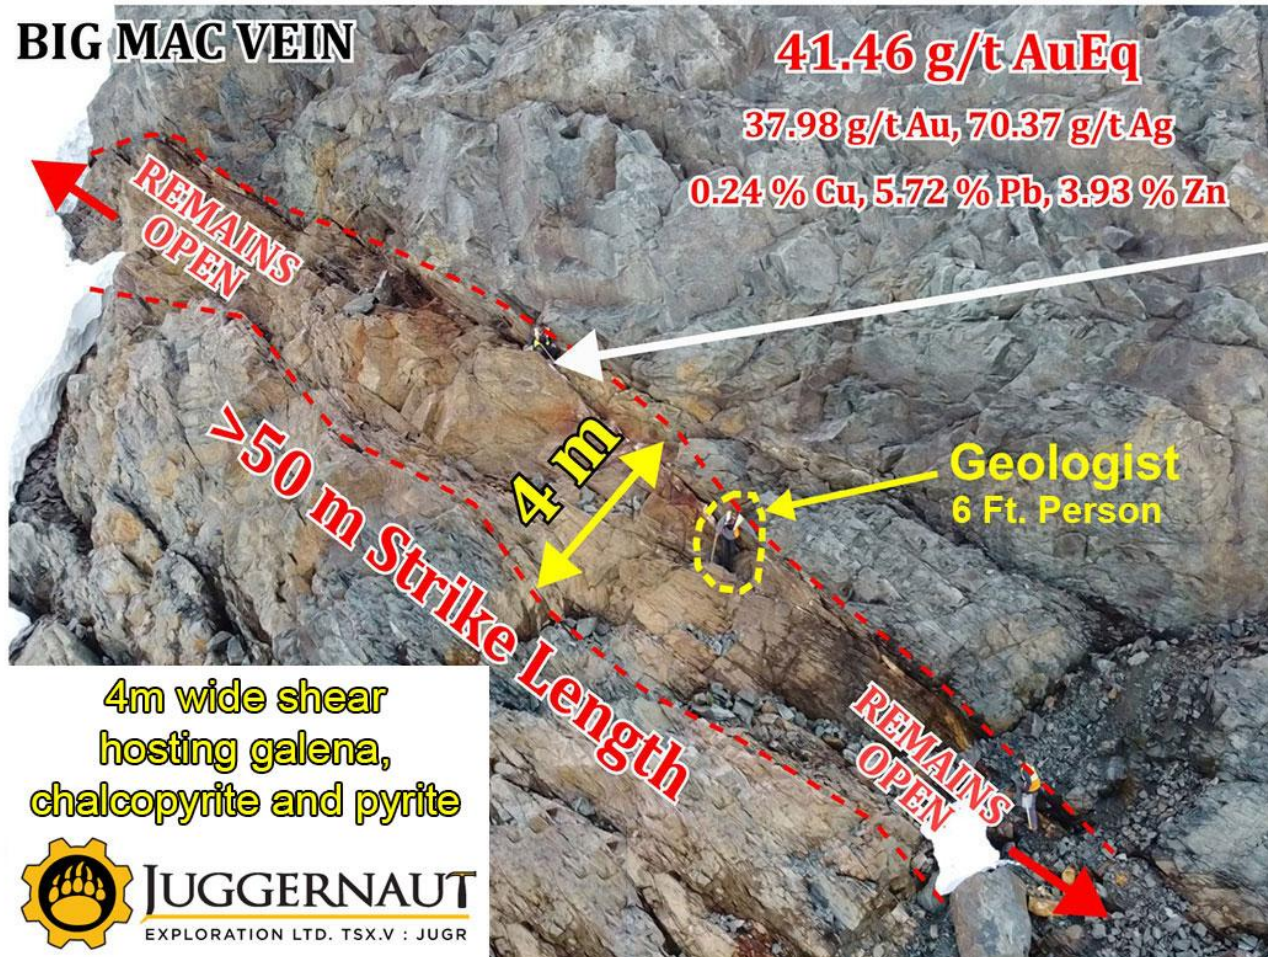 BIG MAC VEIN
41.46 g/t AuEq
37.98 g/t Au, 70.37 g/t Ag
0.24 % Cu, 5.72 % Pb, 3.93 % Zn
REMAINS
OPEN
4 m
>50 m Strike Length
Geologist
6 Ft. Person
REMAINS
OPEN
4m wide shear
hosting galena,
chalcopyrite and pyrite
JUGGERNAUT
EXPLORATION LTD. TSX.V : JUGR